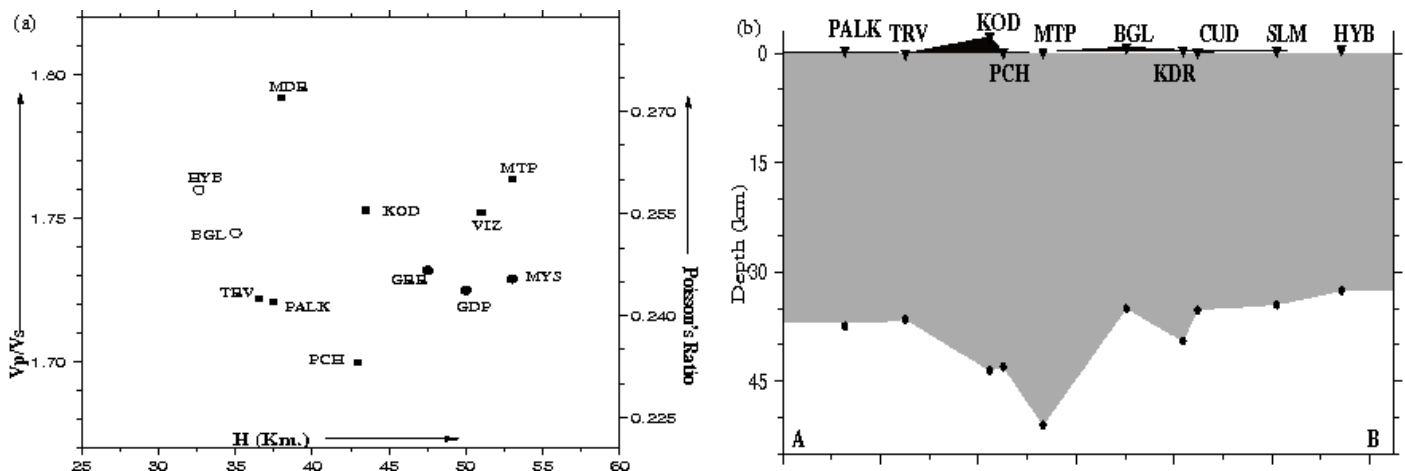 (a)
1.60
1.75
1.70
Vp/Vs
MDR
HYB
BGL
TRV
PALK
PCH
KOD
GRR
GDP
VIZ
MTP
MYS
H (Km.)
25 30 35 40 45 50 55 60
0.270
0.255
0.240
0.225
Poisson's Ratio
(b)
PALK TRV KOD MTP BGL CUD SLM HYB
PCH KDR
0
15
30
45
Depth (km)
A B